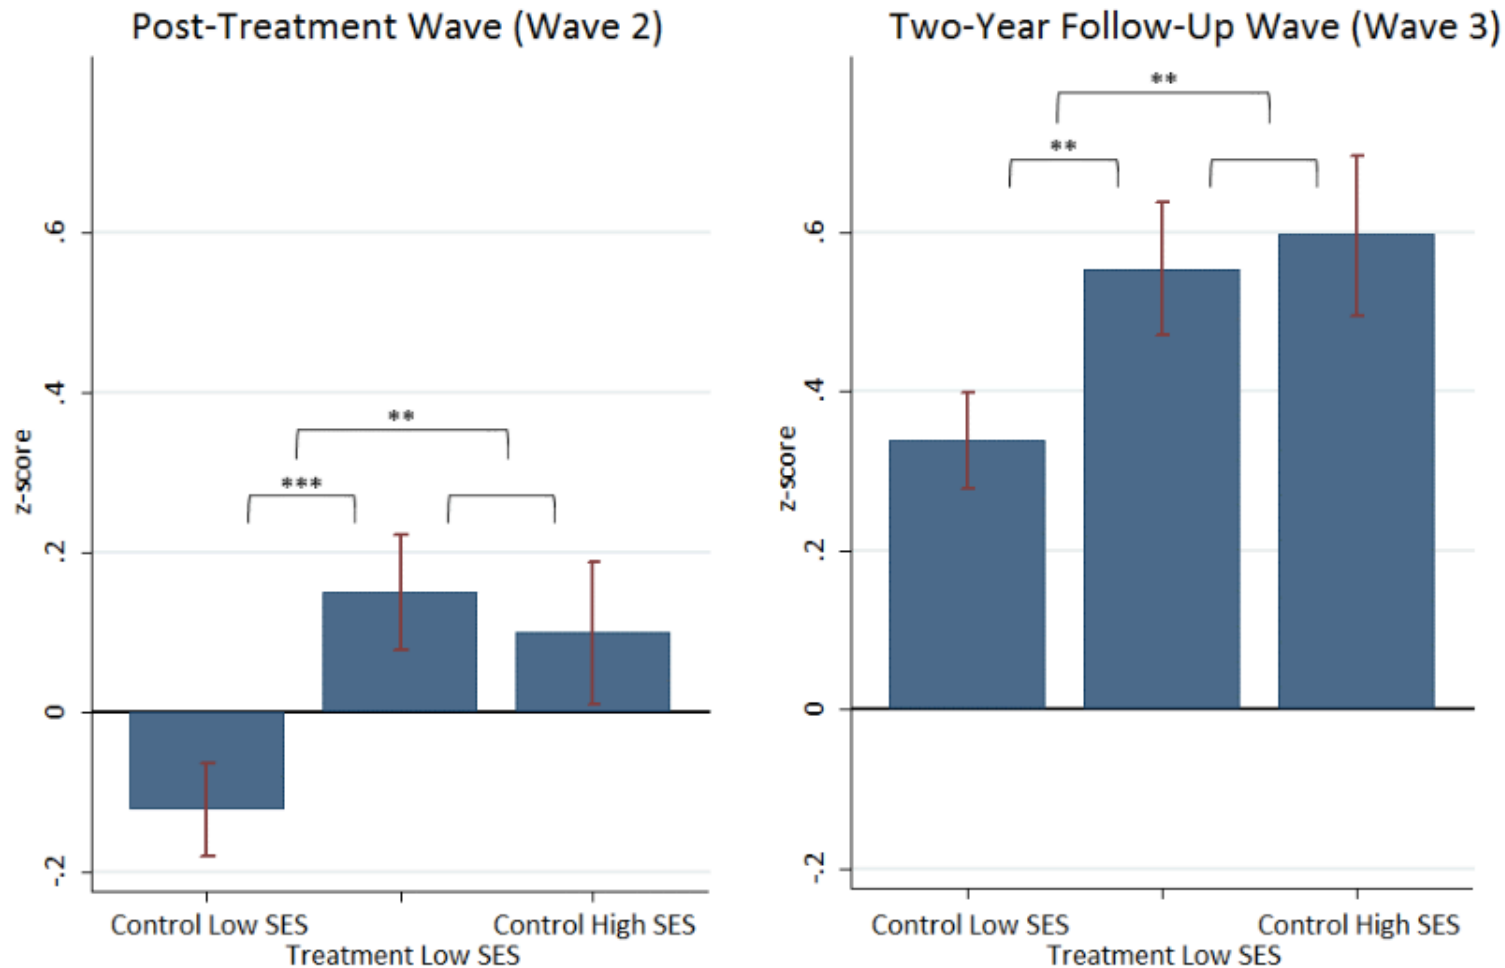 Post-Treatment Wave (Wave 2)
**
***
.6
.4
.2
0
-.2
z-score
Control Low SES
Treatment Low SES
Control High SES
Two-Year Follow-Up Wave (Wave 3)
**
**
.6
.4
.2
0
-.2
z-score
Control Low SES
Treatment Low SES
Control High SES